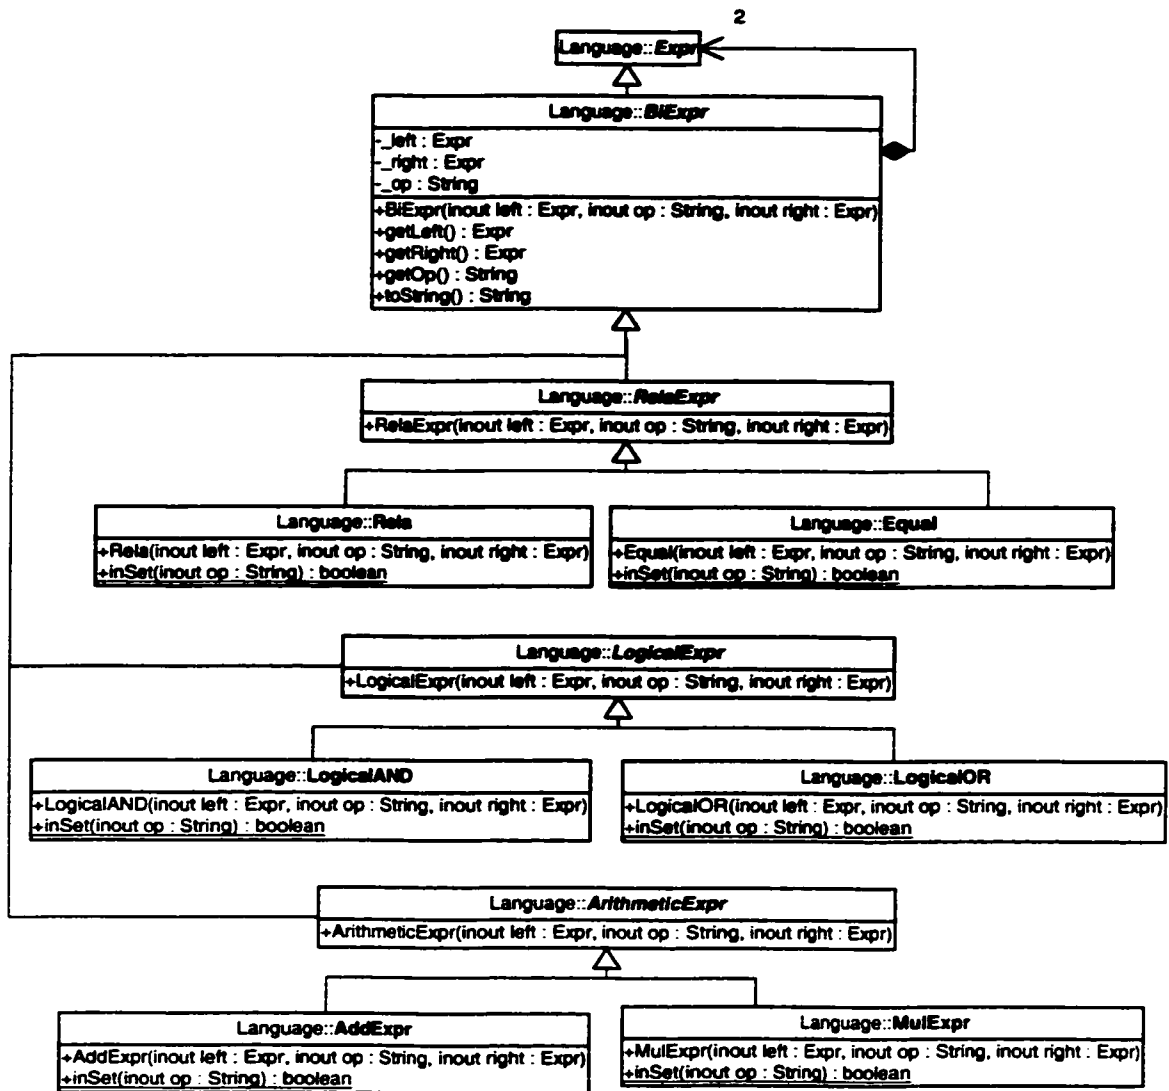 2
Language::Expr
Language::BiExpr
-_left : Expr
-_right : Expr
-_op : String
+BiExpr(inout left : Expr, inout op : String, inout right : Expr)
+getLeft() : Expr
+getRight() : Expr
+getOp() : String
+toString() : String
Language::RelaExpr
+RelaExpr(inout left : Expr, inout op : String, inout right : Expr)
Language::Rela
+Rela(inout left : Expr, inout op : String, inout right : Expr)
+inSet(inout op : String) : boolean
Language::Equal
+Equal(inout left : Expr, inout op : String, inout right : Expr)
+inSet(inout op : String) : boolean
Language::LogicalExpr
+LogicalExpr(inout left : Expr, inout op : String, inout right : Expr)
Language::LogicalAND
+LogicalAND(inout left : Expr, inout op : String, inout right : Expr)
+inSet(inout op : String) : boolean
Language::LogicalOR
+LogicalOR(inout left : Expr, inout op : String, inout right : Expr)
+inSet(inout op : String) : boolean
Language::ArithmeticExpr
+ArithmeticExpr(inout left : Expr, inout op : String, inout right : Expr)
Language::AddExpr
+AddExpr(inout left : Expr, inout op : String, inout right : Expr)
+inSet(inout op : String) : boolean
Language::MulExpr
+MulExpr(inout left : Expr, inout op : String, inout right : Expr)
+inSet(inout op : String) : boolean